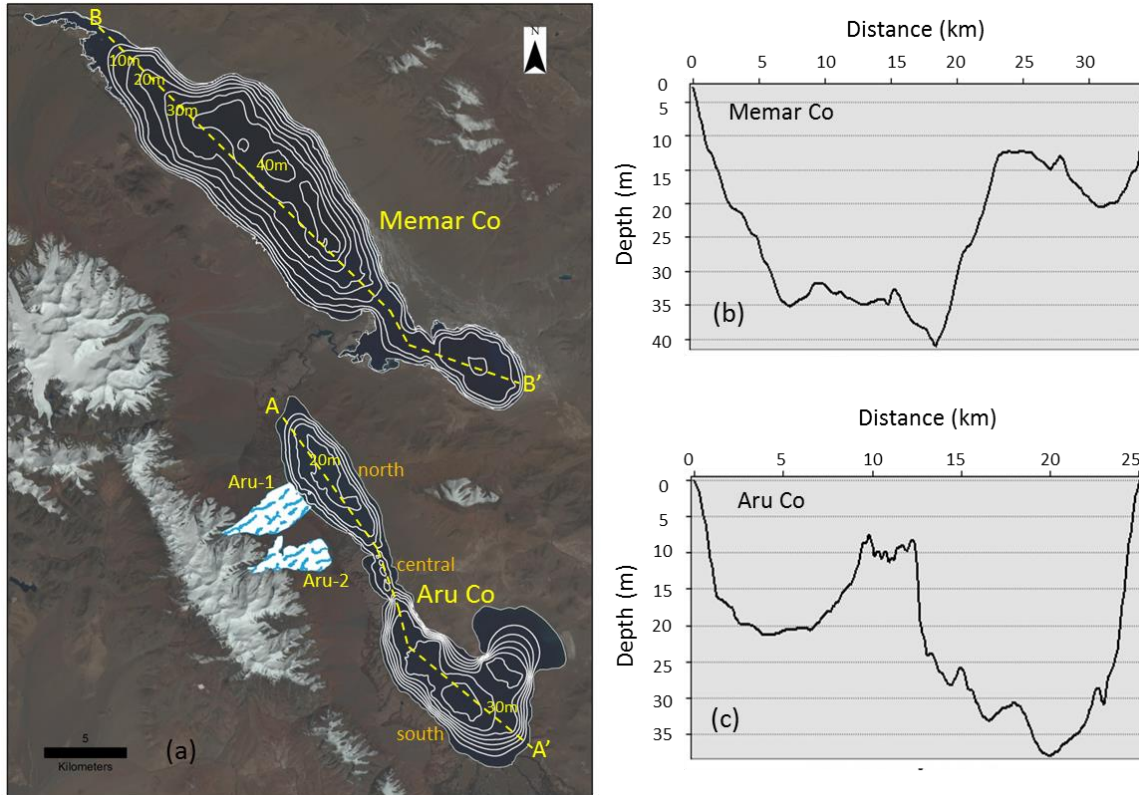 B
N
10m
20m
30m
40m
Memar Co
B'
A
20m
north
Aru-1
central
Aru-2
Aru Co
30m
south
A'
5
Kilometers
(a)
Distance (km)
0 5 10 15 20 25 30
0
5
10
15
20
25
30
35
40
Depth (m)
Memar Co
(b)
Distance (km)
0 5 10 15 20 25
0
5
10
15
20
25
30
35
Depth (m)
Aru Co
(c)